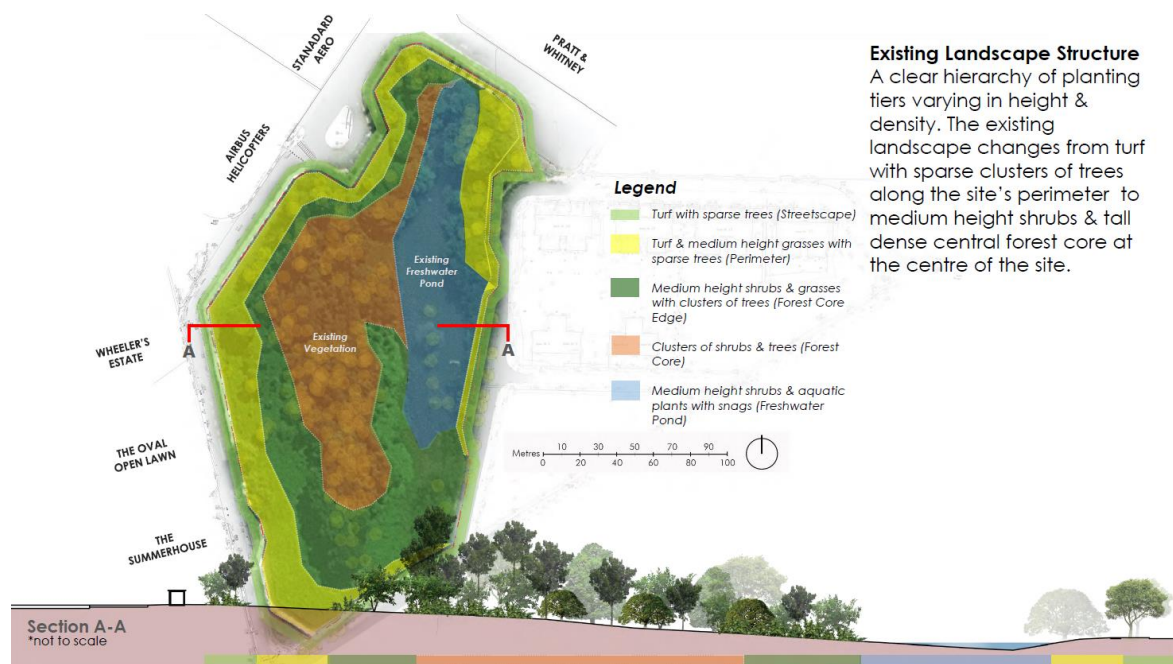 STANADARD
AERO
PRATT &
WHITNEY
AIRBUS
HELICOPTERS
Existing Landscape Structure
A clear hierarchy of planting
tiers varying in height &
density. The existing
landscape changes from turf
with sparse clusters of trees
along the site's perimeter to
medium height shrubs & tall
dense central forest core at
the centre of the site.
Legend
Turf with sparse trees (Streetscape)
Turf & medium height grasses with
sparse trees (Perimeter)
Medium height shrubs & grasses
with clusters of trees (Forest Core
Edge)
Clusters of shrubs & trees (Forest
Core)
Medium height shrubs & aquatic
plants with snags (Freshwater
Pond)
Existing
Freshwater
Pond
Existing
Vegetation
A
A
WHEELER'S
ESTATE
THE OVAL
OPEN LAWN
THE
SUMMERHOUSE
10 30 50 70 90
Metres
0 20 40 60 80 100
Section A-A
*not to scale